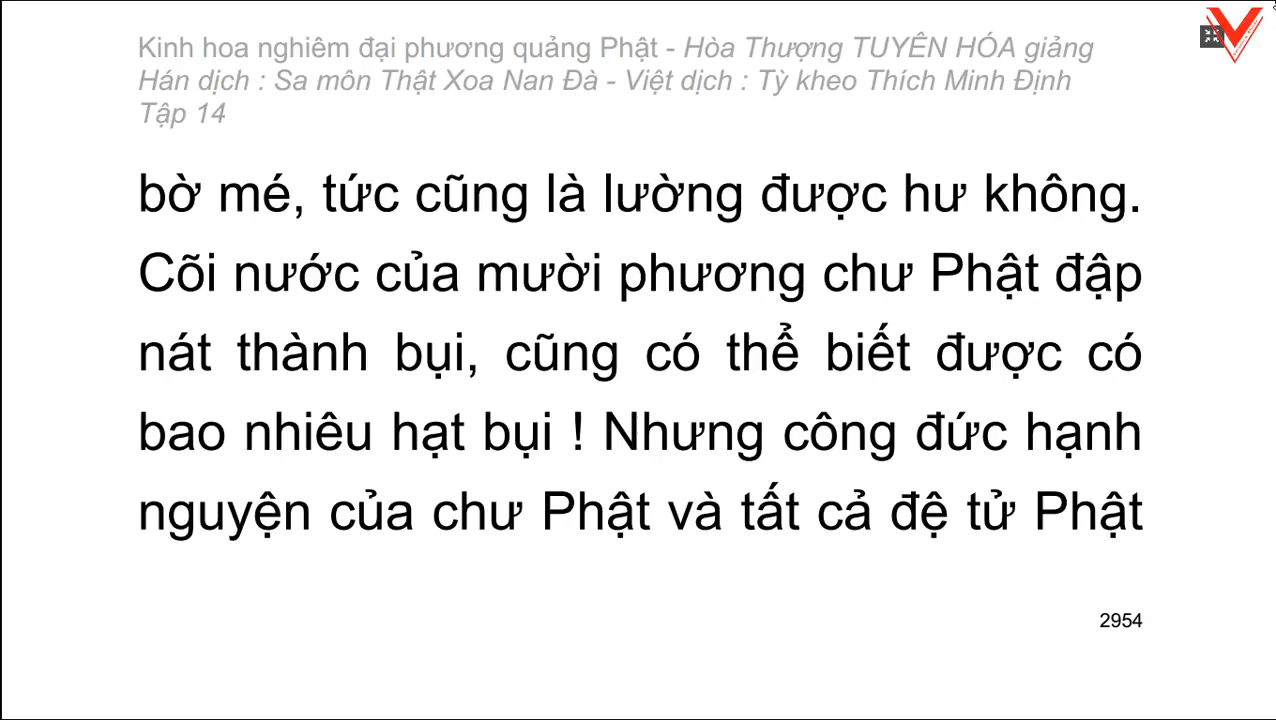 Kinh hoa nghiêm đại phương quảng Phật - Hòa Thượng TUYÊN HÓA giảng
Hán dịch : Sa môn Thật Xoa Nan Đà - Việt dịch : Tỳ kheo Thích Minh Định
Tập 14
bờ mé, tức cũng là lường được hư không.
Cõi nước của mười phương chư Phật đập
nát thành bụi, cũng có thể biết được có
bao nhiêu hạt bụi ! Nhưng công đức hạnh
nguyện của chư Phật và tất cả đệ tử Phật
2954